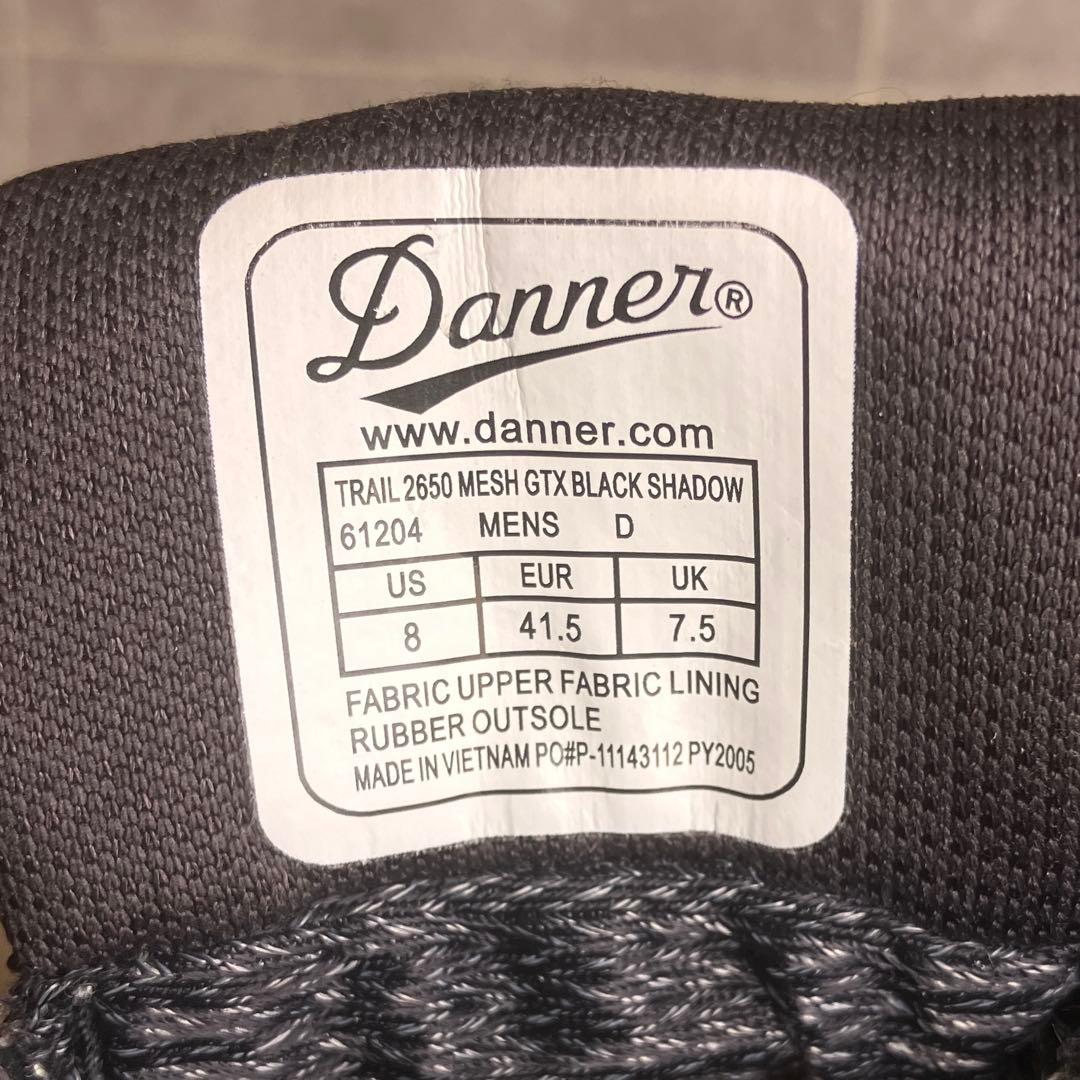 Danner®
www.danner.com
TRAIL 2650 MESH GTX BLACK SHADOW
61204 MENS D
US EUR UK
8 41.5 7.5
FABRIC UPPER FABRIC LINING
RUBBER OUTSOLE
MADE IN VIETNAM PO#P-11143112 PY2005